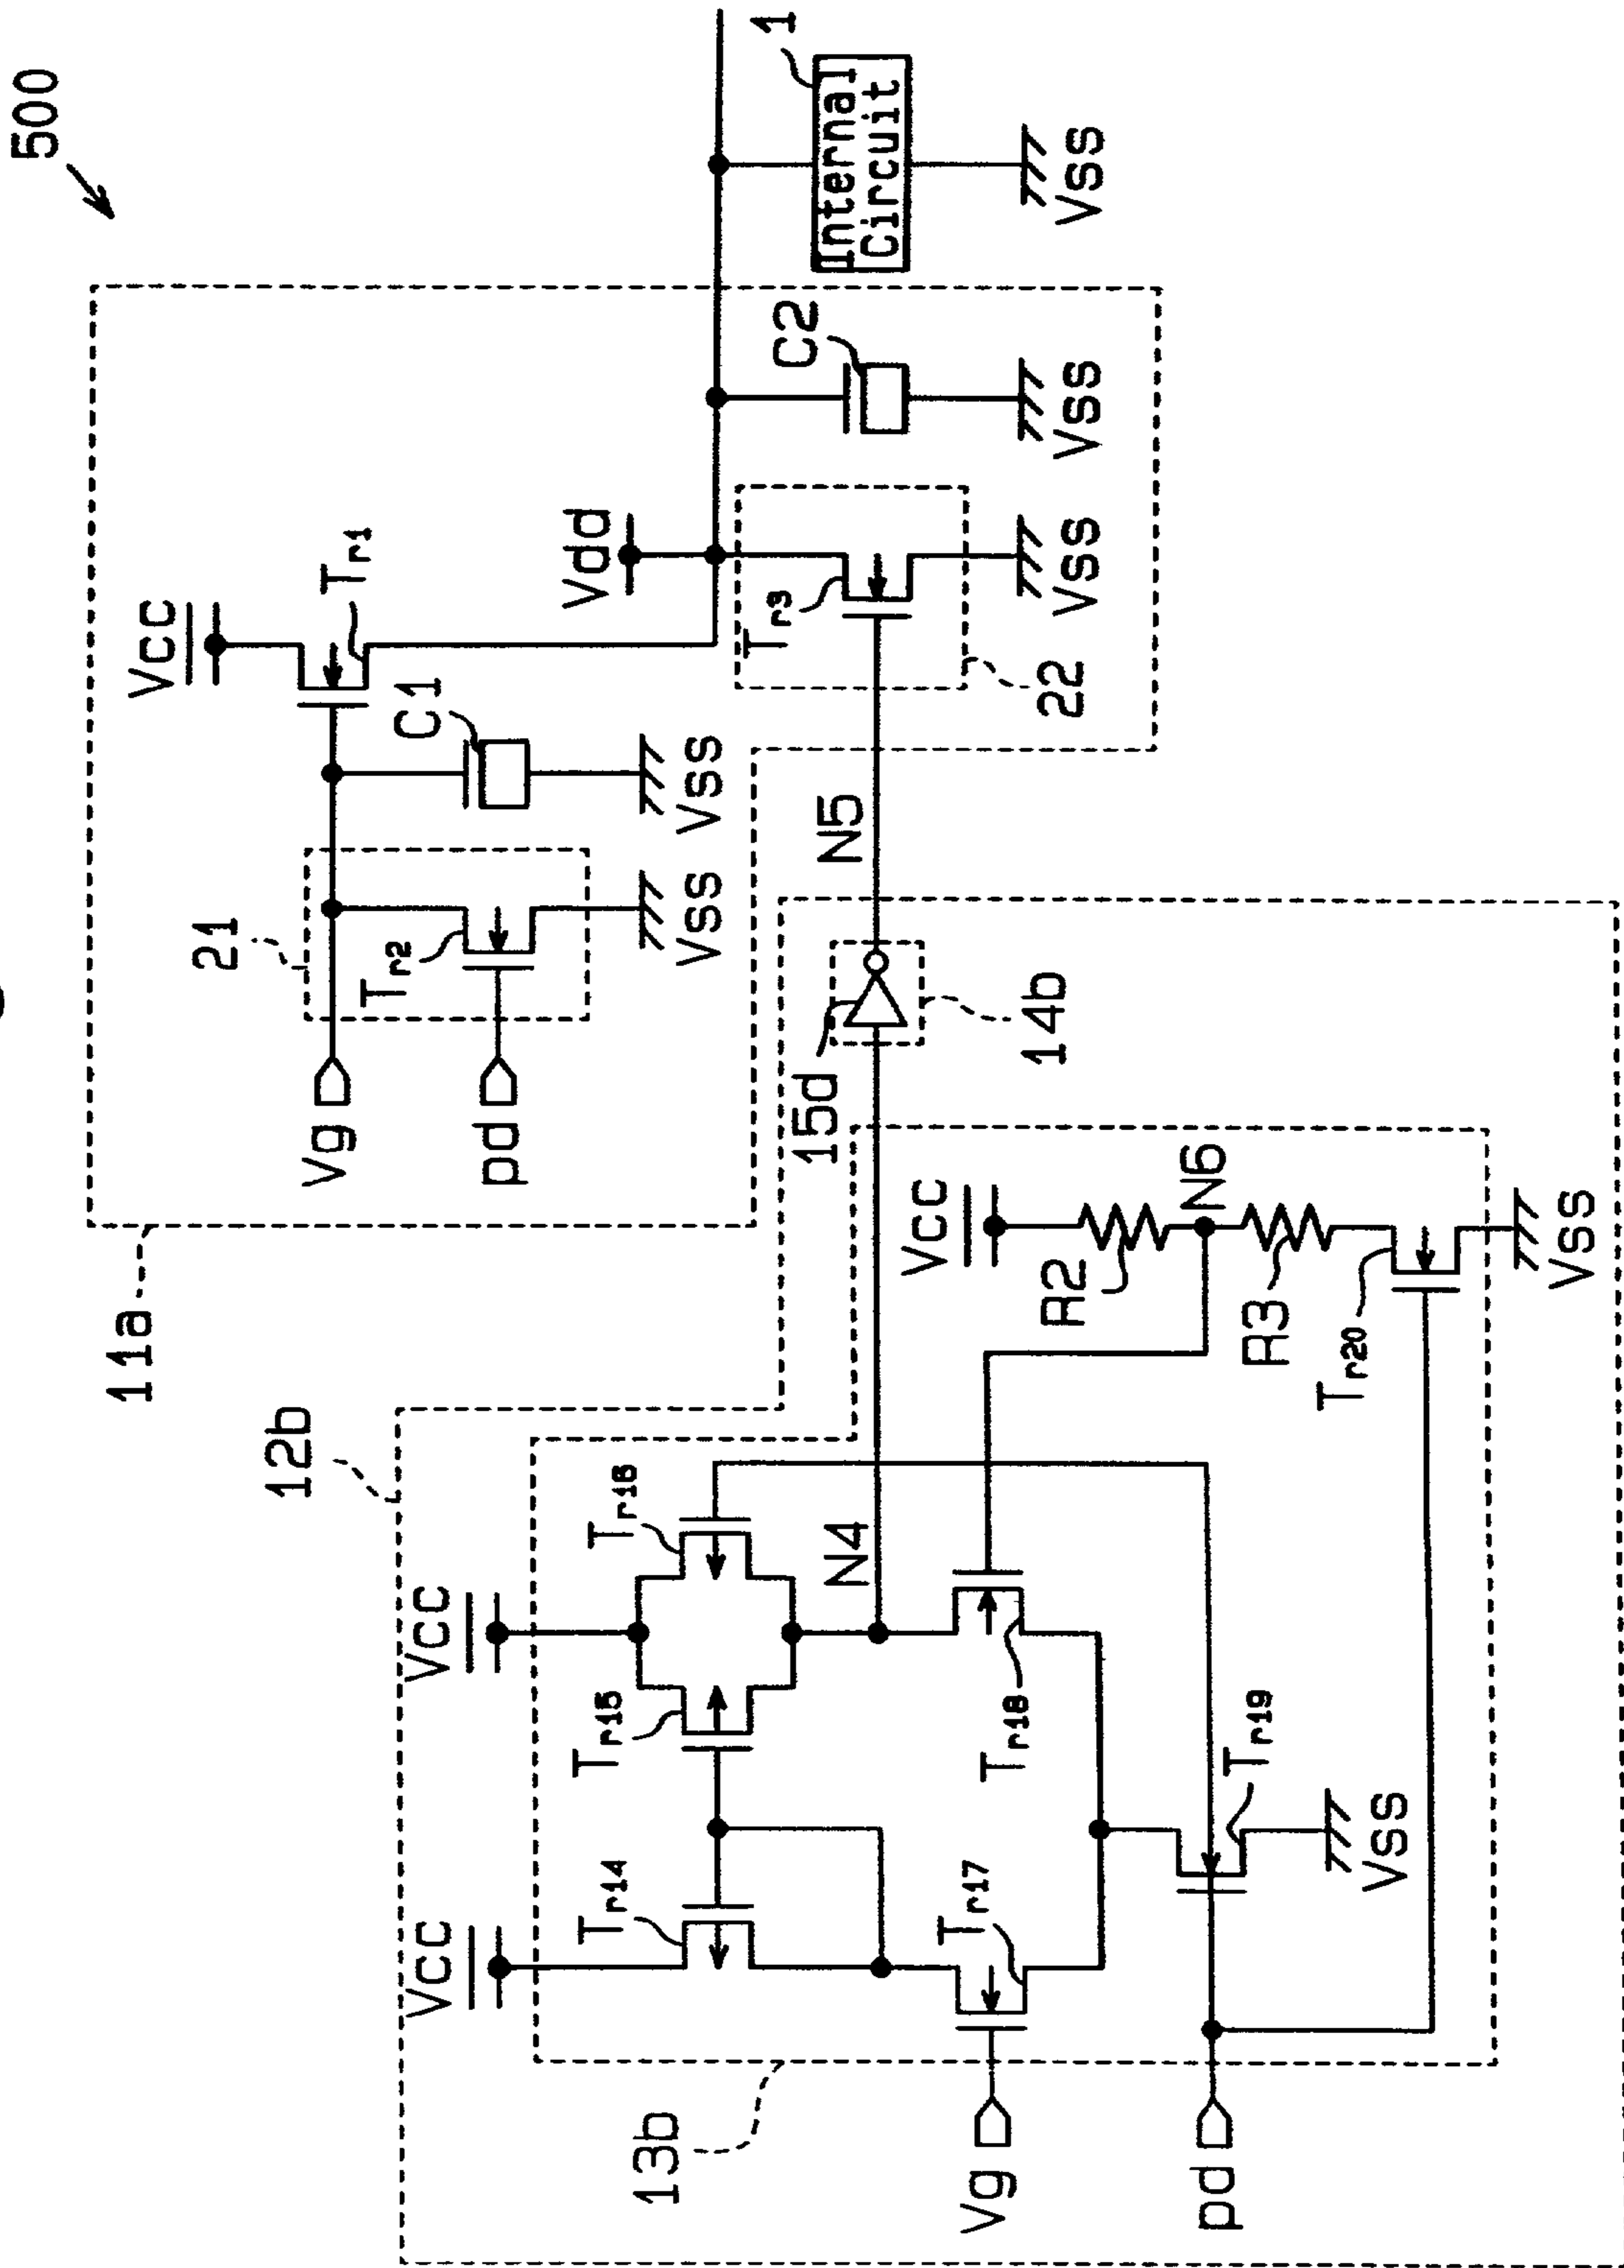 500
11a
21
Vg
pd
Tr2
Vss
C1
Vss
Vcc
Tr1
Vdd
Tr3
22
Vss
C2
Vss
1
Internal
Circuit
Vss
12b
13b
Vcc
Tr14
Vcc
Tr15
Tr16
N4
Vg
Tr17
Tr18
pd
Tr19
Vss
Vcc
R2
N6
R3
Tr20
Vss
15d
14b
N5